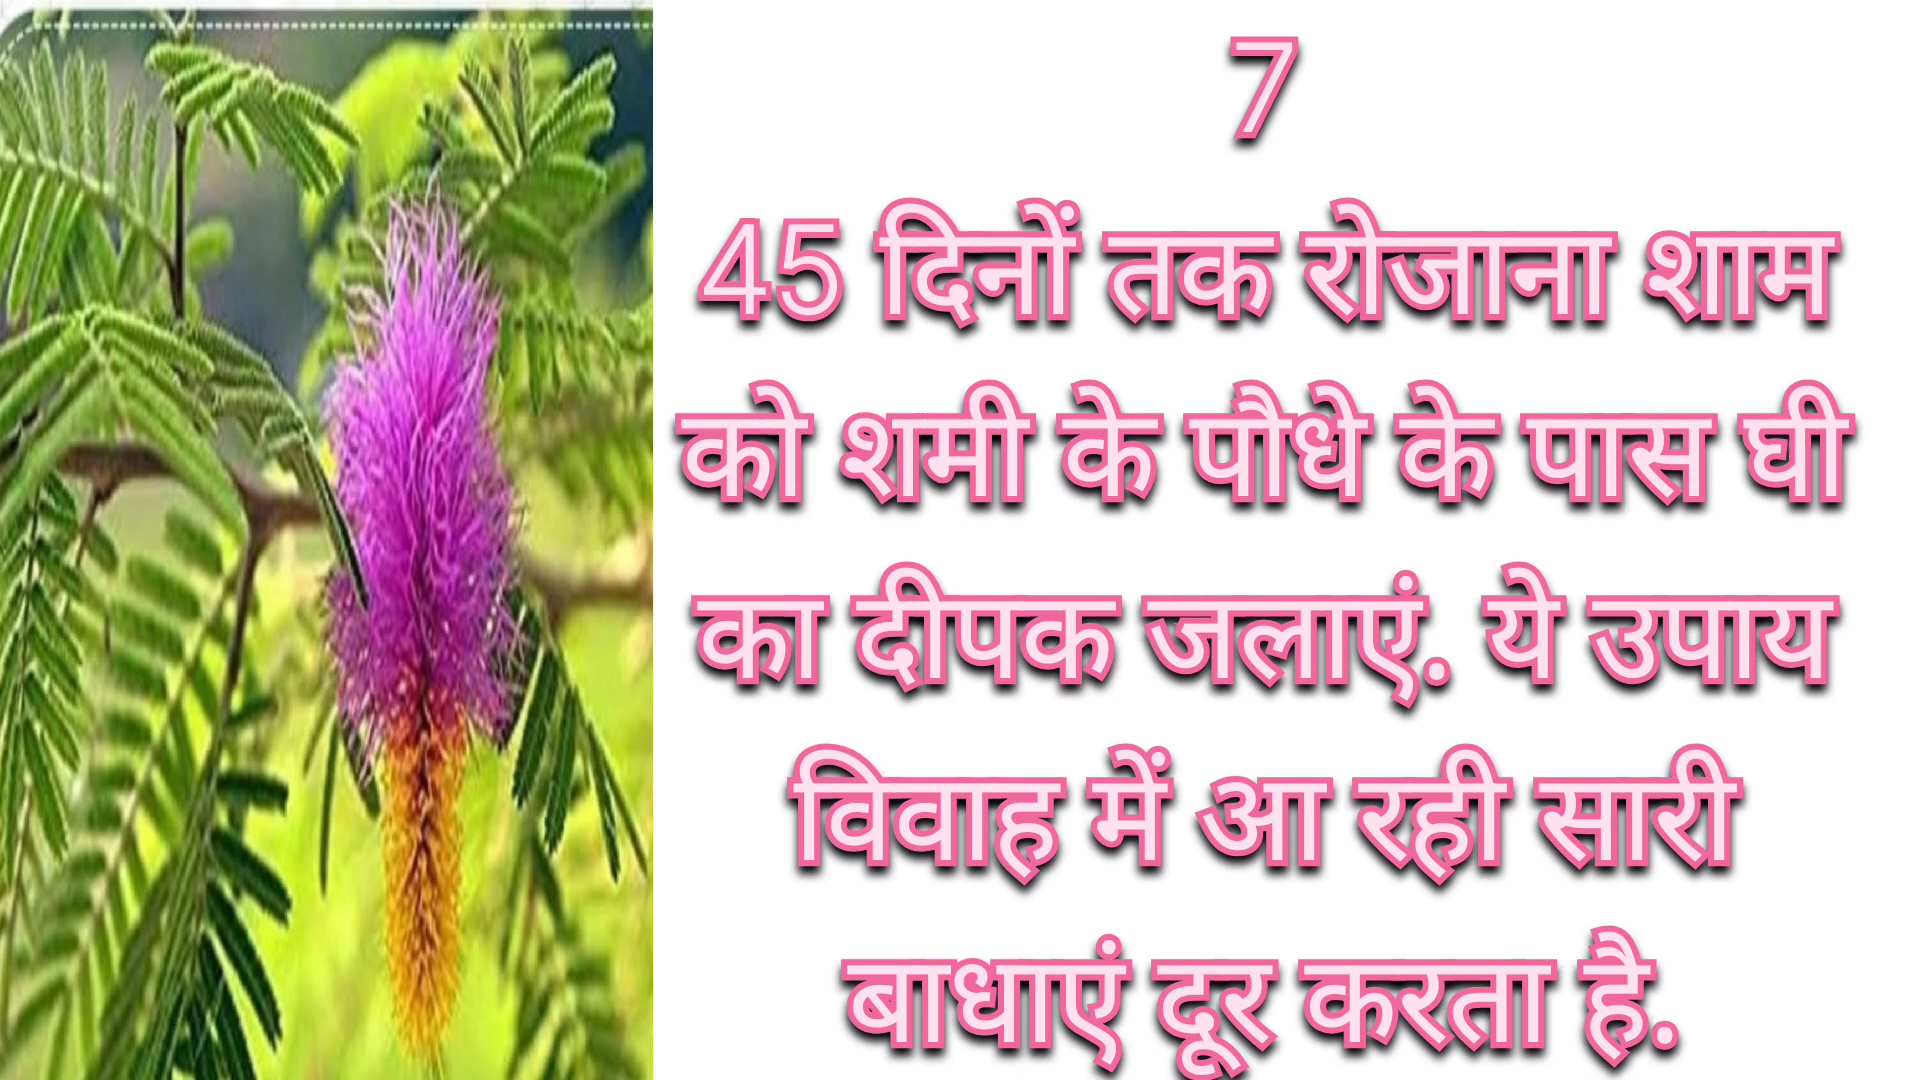 7
45 दिनों तक रोजाना शाम
को शमी के पौधे के पास घी
का दीपक जलाएं. ये उपाय
विवाह में आ रही सारी
बाधाएं दूर करता है.